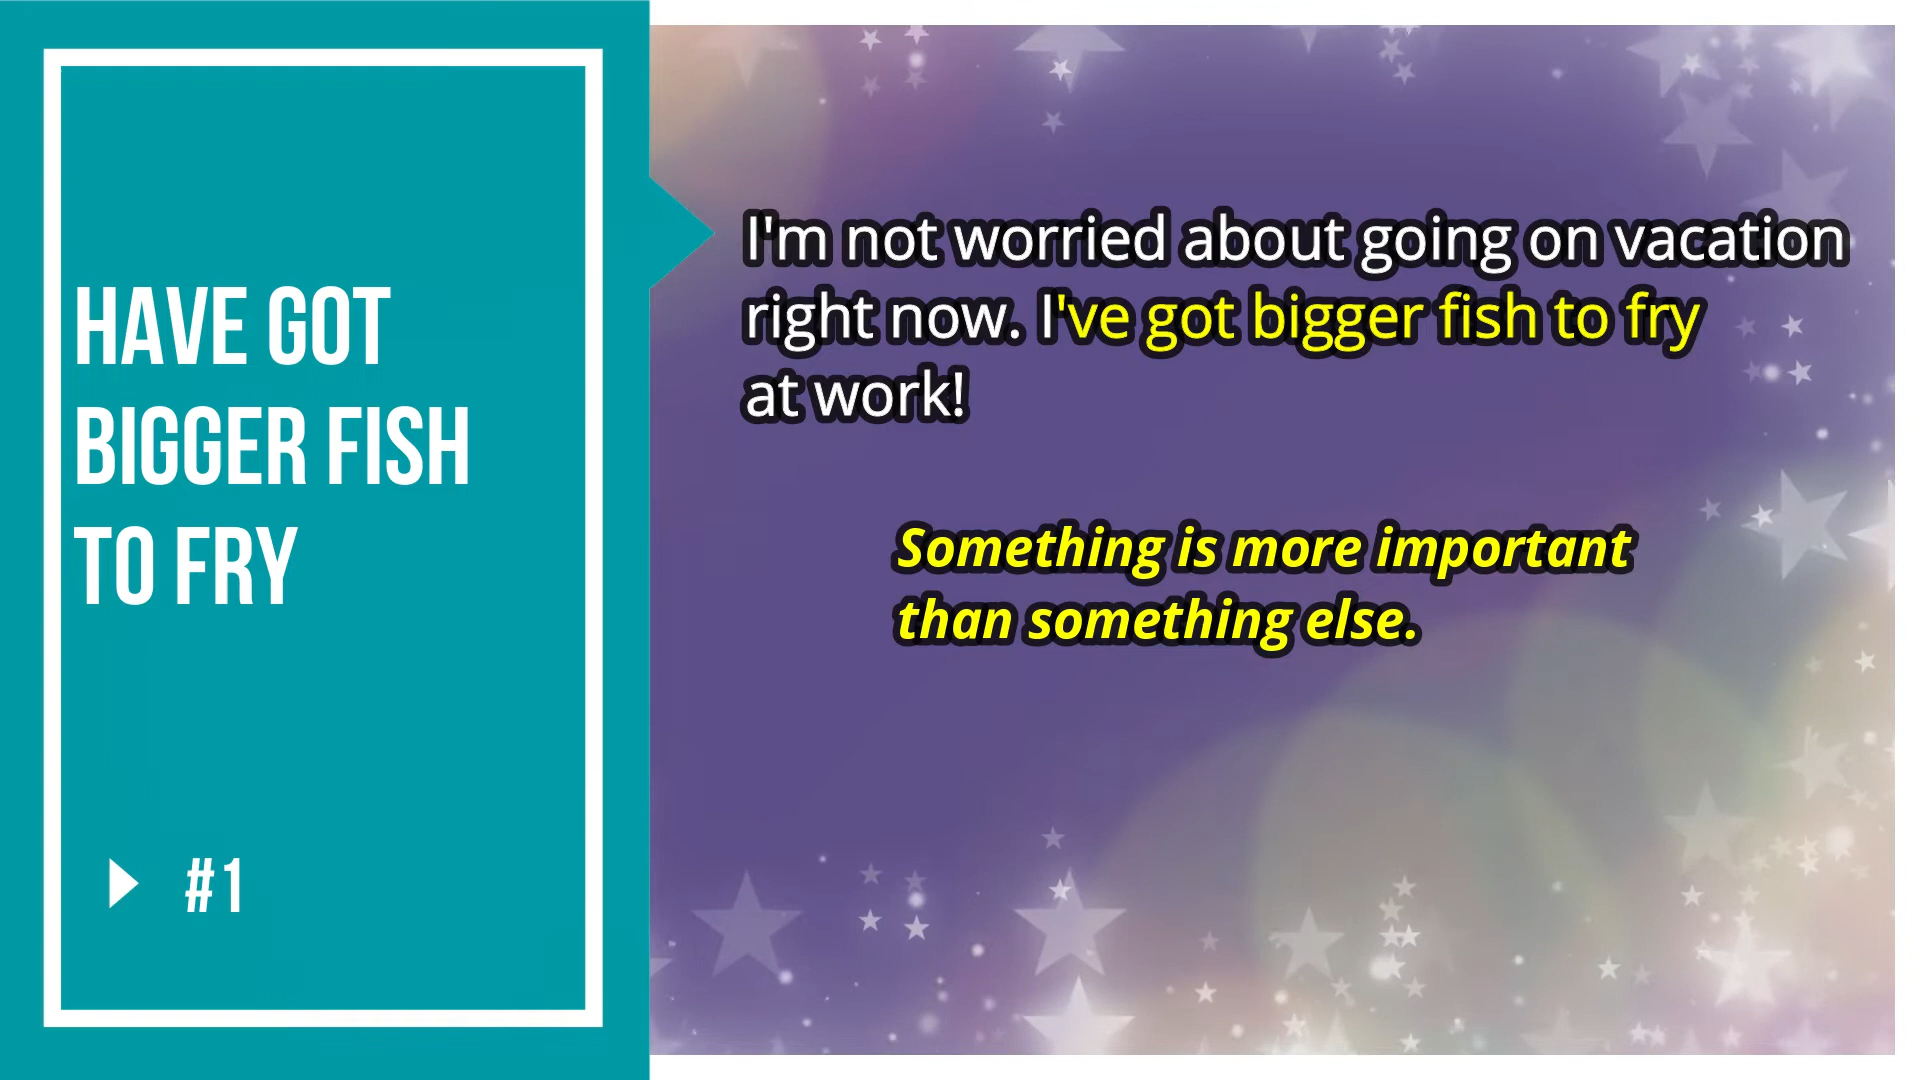 HAVE GOT
BIGGER FISH
TO FRY
#1
I'm not worried about going on vacation
right now. I've got bigger fish to fry
at work!
Something is more important
than something else.